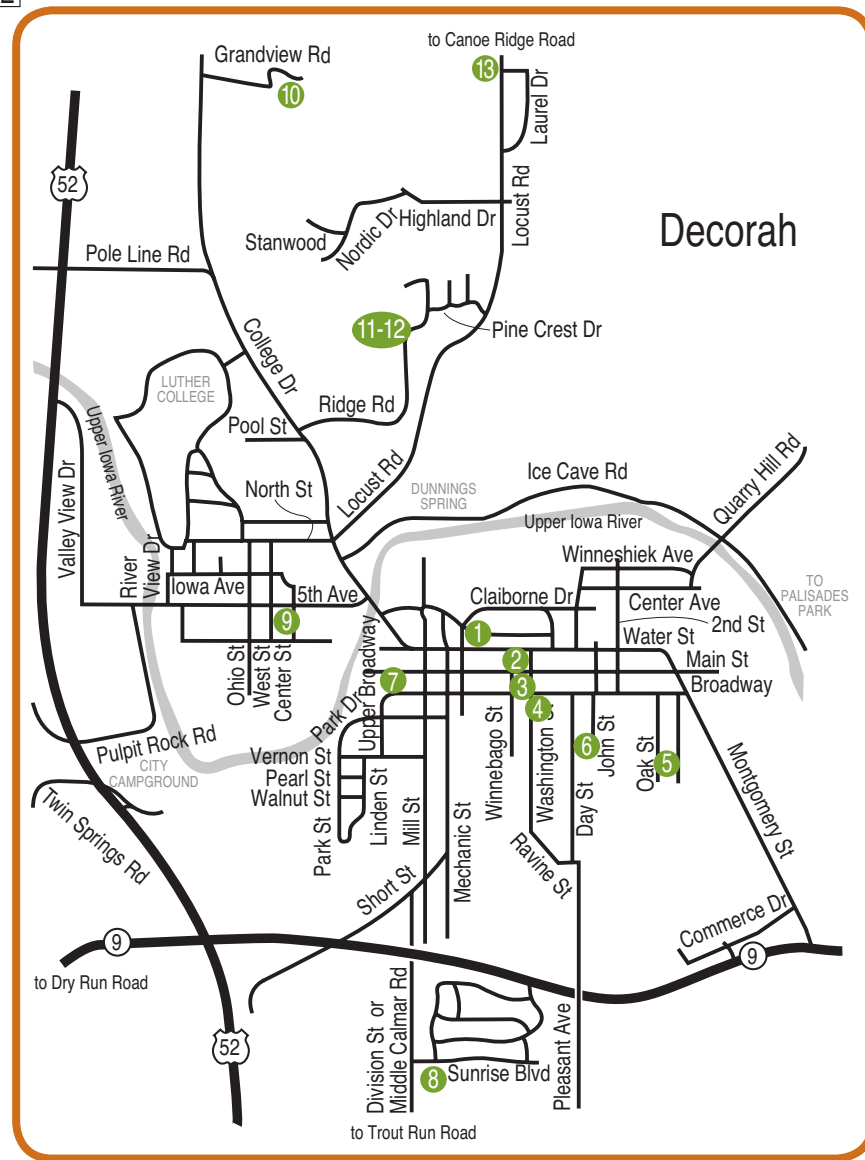 to Canoe Ridge Road
Grandview Rd
13
10
Laurel Dr
52
Locust Rd
Nordic Dr
Highland Dr
Stanwood
Decorah
Pole Line Rd
11-12
Pine Crest Dr
College Dr
LUTHER
COLLEGE
Ridge Rd
Pool St
Upper Iowa River
Valley View Dr
North St
Locust Rd
DUNNINGS
SPRING
Ice Cave Rd
Quarry Hill Rd
Upper Iowa River
Winneshiek Ave
River
View Dr
Iowa Ave
5th Ave
Claiborne Dr
Center Ave
2nd St
TO
PALISADES
PARK
9
1
Water St
2
Main St
Broadway
7
3
4
Ohio St
West St
Center St
Park Dr
Upper Broadway
Pulpit Rock Rd
CITY
CAMPGROUND
Vernon St
Pearl St
Walnut St
Park St
Linden St
Mill St
Mechanic St
Winnebago St
Washington St
Day St
6
John St
Oak St
5
Montgomery St
Twin Springs Rd
Ravine St
Short St
Commerce Dr
9
9
to Dry Run Road
52
Division St or
Middle Calmar Rd
8
Sunrise Blvd
Pleasant Ave
to Trout Run Road